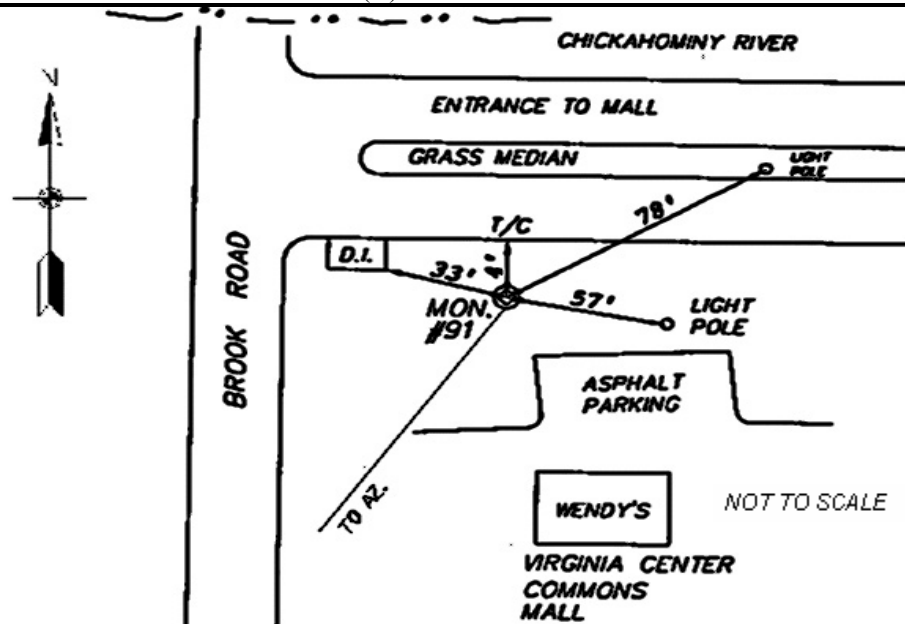 CHICKAHOMINY RIVER
N
ENTRANCE TO MALL
GRASS MEDIAN
LIGHT
POLE
78'
T/C
D.I.
33'
4'
MON.
#91
57'
LIGHT
POLE
BROOK ROAD
ASPHALT
PARKING
TO AZ.
WENDY'S
NOT TO SCALE
VIRGINIA CENTER
COMMONS
MALL